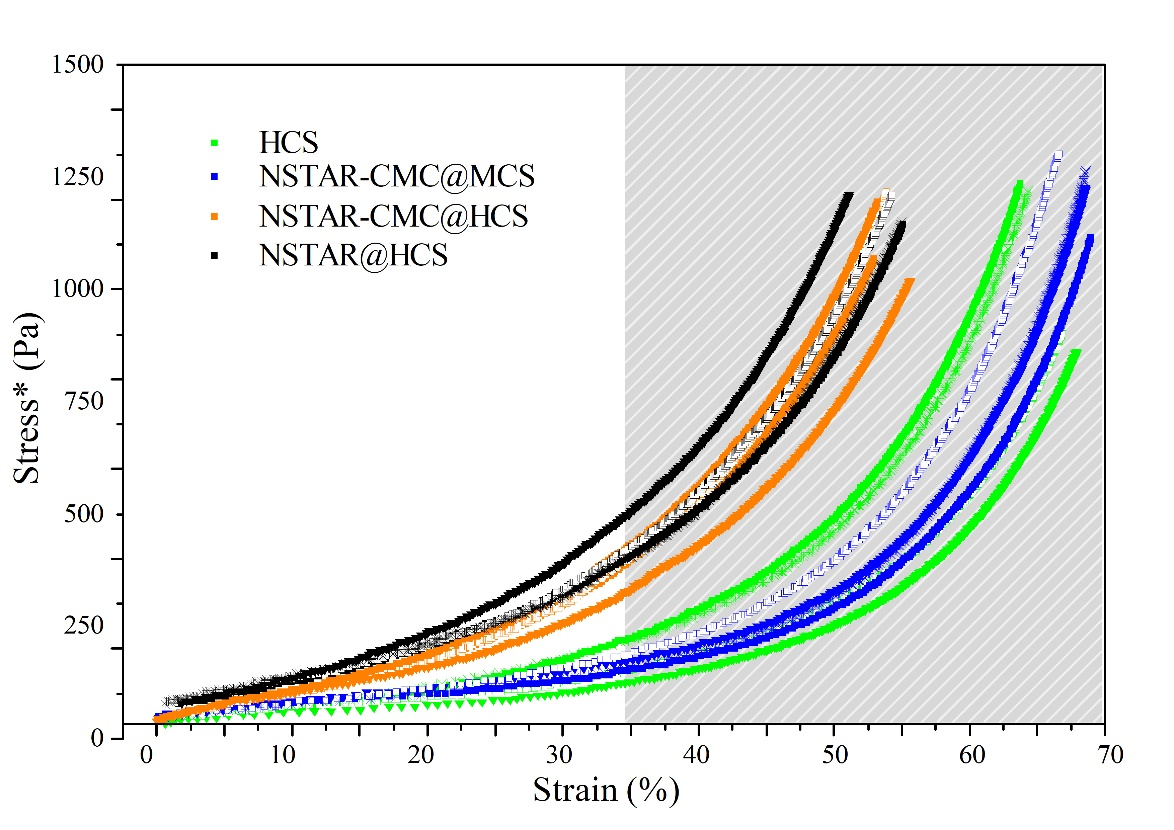 1500
1250
1000
750
500
250
0
Stress* (Pa)
HCS
NSTAR-CMC@MCS
NSTAR-CMC@HCS
NSTAR@HCS
0 10 20 30 40 50 60 70
Strain (%)